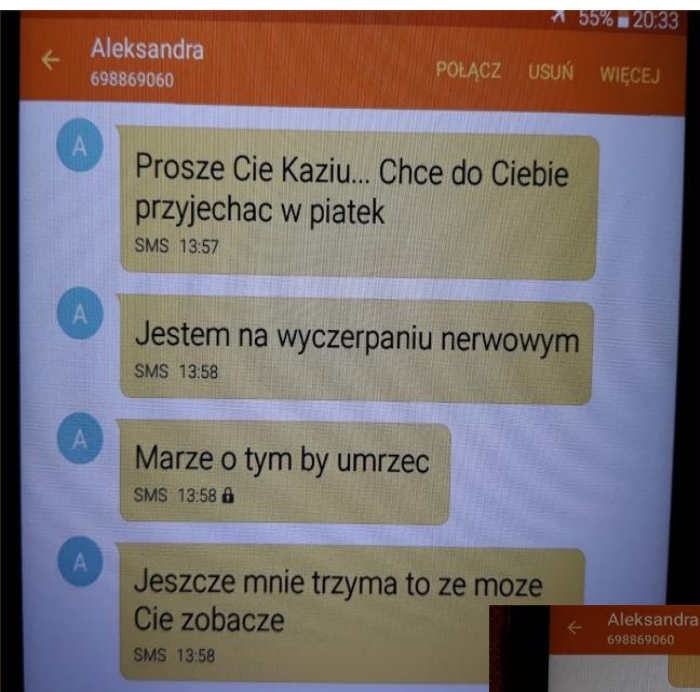 55% 20:33
Aleksandra
698869060
POŁĄCZ USUŃ WIĘCEJ
A
Prosze Cie Kaziu... Chce do Ciebie
przyjechac w piatek
SMS 13:57
A
Jestem na wyczerpaniu nerwowym
SMS 13:58
A
Marze o tym by umrzec
SMS 13:58
A
Jeszcze mnie trzyma to ze moze
Cie zobacze
SMS 13:58
Aleksandra
698869060